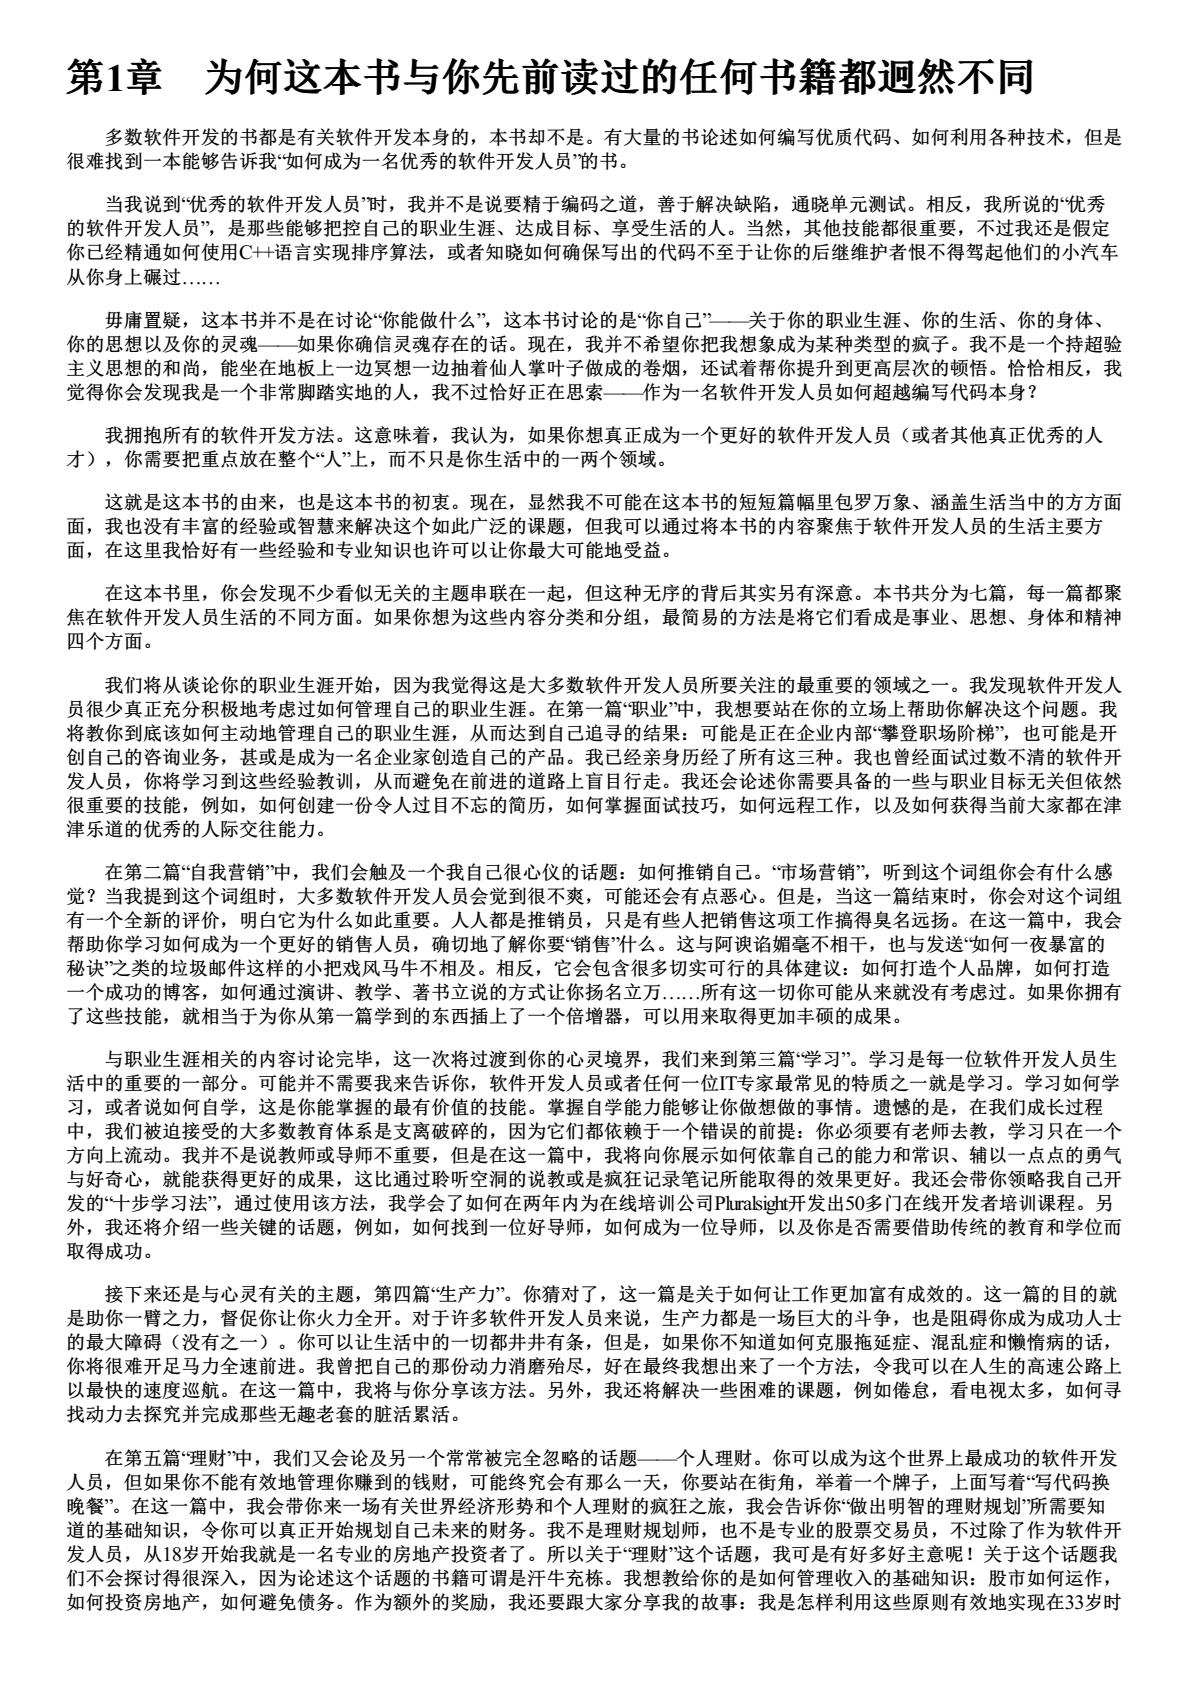 第1章　为何这本书与你先前读过的任何书籍都迥然不同
多数软件开发的书都是有关软件开发本身的，本书却不是。有大量的书论述如何编写优质代码、如何利用各种技术，但是
很难找到一本能够告诉我“如何成为一名优秀的软件开发人员”的书。
当我说到“优秀的软件开发人员”时，我并不是说要精于编码之道，善于解决缺陷，通晓单元测试。相反，我所说的“优秀
的软件开发人员”，是那些能够把控自己的职业生涯、达成目标、享受生活的人。当然，其他技能都很重要，不过我还是假定
你已经精通如何使用C++语言实现排序算法，或者知晓如何确保写出的代码不至于让你的后继维护者恨不得驾起他们的小汽车
从你身上碾过……
毋庸置疑，这本书并不是在讨论“你能做什么”，这本书讨论的是“你自己”——关于你的职业生涯、你的生活、你的身体、
你的思想以及你的灵魂——如果你确信灵魂存在的话。现在，我并不希望你把我想象成为某种类型的疯子。我不是一个持超验
主义思想的和尚，能坐在地板上一边冥想一边抽着仙人掌叶子做成的卷烟，还试着帮你提升到更高层次的顿悟。恰恰相反，我
觉得你会发现我是一个非常脚踏实地的人，我不过恰好正在思索——作为一名软件开发人员如何超越编写代码本身？
我拥抱所有的软件开发方法。这意味着，我认为，如果你想真正成为一个更好的软件开发人员（或者其他真正优秀的人
才），你需要把重点放在整个“人”上，而不只是你生活中的一两个领域。
这就是这本书的由来，也是这本书的初衷。现在，显然我不可能在这本书的短短篇幅里包罗万象、涵盖生活当中的方方面
面，我也没有丰富的经验或智慧来解决这个如此广泛的课题，但我可以通过将本书的内容聚焦于软件开发人员的生活主要方
面，在这里我恰好有一些经验和专业知识也许可以让你最大可能地受益。
在这本书里，你会发现不少看似无关的主题串联在一起，但这种无序的背后其实另有深意。本书共分为七篇，每一篇都聚
焦在软件开发人员生活的不同方面。如果你想为这些内容分类和分组，最简易的方法是将它们看成是事业、思想、身体和精神
四个方面。
我们将从谈论你的职业生涯开始，因为我觉得这是大多数软件开发人员所要关注的最重要的领域之一。我发现软件开发人
员很少真正充分积极地考虑过如何管理自己的职业生涯。在第一篇“职业”中，我想要站在你的立场上帮助你解决这个问题。我
将教你到底该如何主动地管理自己的职业生涯，从而达到自己追寻的结果：可能是正在企业内部“攀登职场阶梯”，也可能是开
创自己的咨询业务，甚或是成为一名企业家创造自己的产品。我已经亲身历经了所有这三种。我也曾经面试过数不清的软件开
发人员，你将学习到这些经验教训，从而避免在前进的道路上盲目行走。我还会论述你需要具备的一些与职业目标无关但依然
很重要的技能，例如，如何创建一份令人过目不忘的简历，如何掌握面试技巧，如何远程工作，以及如何获得当前大家都在津
津乐道的优秀的人际交往能力。
在第二篇“自我营销”中，我们会触及一个我自己很心仪的话题：如何推销自己。“市场营销”，听到这个词组你会有什么感
觉？当我提到这个词组时，大多数软件开发人员会觉到很不爽，可能还会有点恶心。但是，当这一篇结束时，你会对这个词组
有一个全新的评价，明白它为什么如此重要。人人都是推销员，只是有些人把销售这项工作搞得臭名远扬。在这一篇中，我会
帮助你学习如何成为一个更好的销售人员，确切地了解你要“销售”什么。这与阿谀谄媚毫不相干，也与发送“如何一夜暴富的
秘诀”之类的垃圾邮件这样的小把戏风马牛不相及。相反，它会包含很多切实可行的具体建议：如何打造个人品牌，如何打造
一个成功的博客，如何通过演讲、教学、著书立说的方式让你扬名立万……所有这一切你可能从来就没有考虑过。如果你拥有
了这些技能，就相当于为你从第一篇学到的东西插上了一个倍增器，可以用来取得更加丰硕的成果。
与职业生涯相关的内容讨论完毕，这一次将过渡到你的心灵境界，我们来到第三篇“学习”。学习是每一位软件开发人员生
活中的重要的一部分。可能并不需要我来告诉你，软件开发人员或者任何一位IT专家最常见的特质之一就是学习。学习如何学
习，或者说如何自学，这是你能掌握的最有价值的技能。掌握自学能力能够让你做想做的事情。遗憾的是，在我们成长过程
中，我们被迫接受的大多数教育体系是支离破碎的，因为它们都依赖于一个错误的前提：你必须要有老师去教，学习只在一个
方向上流动。我并不是说教师或导师不重要，但是在这一篇中，我将向你展示如何依靠自己的能力和常识、辅以一点点的勇气
与好奇心，就能获得更好的成果，这比通过聆听空洞的说教或是疯狂记录笔记所能取得的效果更好。我还会带你领略我自己开
发的“十步学习法”，通过使用该方法，我学会了如何在两年内为在线培训公司Pluralsight开发出50多门在线开发者培训课程。另
外，我还将介绍一些关键的话题，例如，如何找到一位好导师，如何成为一位导师，以及你是否需要借助传统的教育和学位而
取得成功。
接下来还是与心灵有关的主题，第四篇“生产力”。你猜对了，这一篇是关于如何让工作更加富有成效的。这一篇的目的就
是助你一臂之力，督促你让你火力全开。对于许多软件开发人员来说，生产力都是一场巨大的斗争，也是阻碍你成为成功人士
的最大障碍（没有之一）。你可以让生活中的一切都井井有条，但是，如果你不知道如何克服拖延症、混乱症和懒惰病的话，
你将很难开足马力全速前进。我曾把自己的那份动力消磨殆尽，好在最终我想出来了一个方法，令我可以在人生的高速公路上
以最快的速度巡航。在这一篇中，我将与你分享该方法。另外，我还将解决一些困难的课题，例如倦怠，看电视太多，如何寻
找动力去探究并完成那些无趣老套的脏活累活。
在第五篇“理财”中，我们又会论及另一个常常被完全忽略的话题——个人理财。你可以成为这个世界上最成功的软件开发
人员，但如果你不能有效地管理你赚到的钱财，可能终究会有那么一天，你要站在街角，举着一个牌子，上面写着“写代码换
晚餐”。在这一篇中，我会带你来一场有关世界经济形势和个人理财的疯狂之旅，我会告诉你“做出明智的理财规划”所需要知
道的基础知识，令你可以真正开始规划自己未来的财务。我不是理财规划师，也不是专业的股票交易员，不过除了作为软件开
发人员，从18岁开始我就是一名专业的房地产投资者了。所以关于“理财”这个话题，我可是有好多好主意呢！关于这个话题我
们不会探讨得很深入，因为论述这个话题的书籍可谓是汗牛充栋。我想教给你的是如何管理收入的基础知识：股市如何运作，
如何投资房地产，如何避免债务。作为额外的奖励，我还要跟大家分享我的故事：我是怎样利用这些原则有效地实现在33岁时